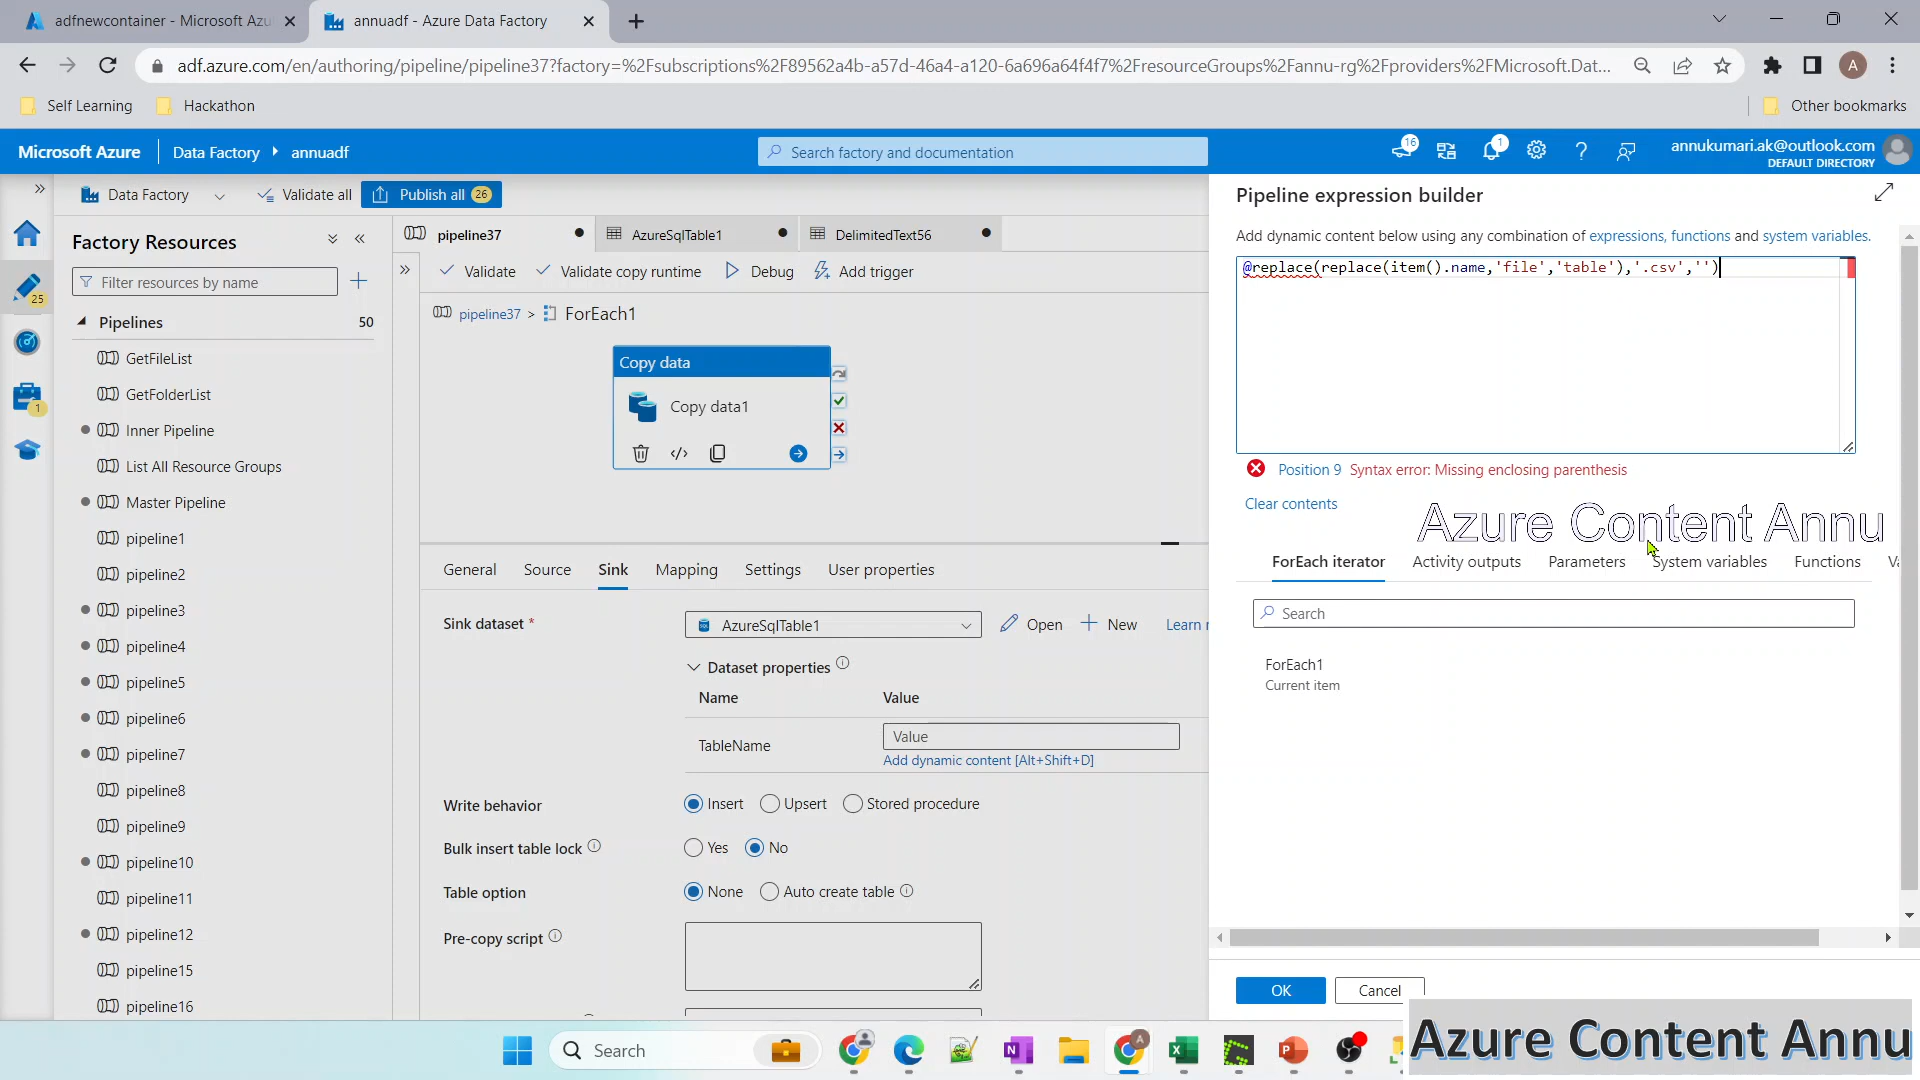 adfnewcontainer - Microsoft Azu
annuadf - Azure Data Factory
adf.azure.com/en/authoring/pipeline/pipeline37?factory=%2Fsubscriptions%2F89562a4b-a57d-46a4-a120-6a696a64f4f7%2FresourceGroups%2Fannu-rg%2Fproviders%2FMicrosoft.Dat...
A
Self Learning
Hackathon
Other bookmarks
Microsoft Azure
Data Factory
annuadf
Search factory and documentation
16
1
annukumari.ak@outlook.com
DEFAULT DIRECTORY
Data Factory
Validate all
Publish all 26
Factory Resources
Filter resources by name
25
1
Pipelines 50
GetFileList
GetFolderList
Inner Pipeline
List All Resource Groups
Master Pipeline
pipeline1
pipeline2
pipeline3
pipeline4
pipeline5
pipeline6
pipeline7
pipeline8
pipeline9
pipeline10
pipeline11
pipeline12
pipeline15
pipeline16
pipeline37
AzureSqlTable1
DelimitedText56
Validate
Validate copy runtime
Debug
Add trigger
pipeline37 > ForEach1
Copy data
Copy data1
General
Source
Sink
Mapping
Settings
User properties
Sink dataset *
AzureSqlTable1
Open
New
Learn
Dataset properties
Name
Value
TableName
Value
Add dynamic content [Alt+Shift+D]
Write behavior
Insert
Upsert
Stored procedure
Bulk insert table lock
Yes
No
Table option
None
Auto create table
Pre-copy script
Pipeline expression builder
Add dynamic content below using any combination of expressions, functions and system variables.
@replace(replace(item().name,'file','table'),'.csv','')
Position 9 Syntax error: Missing enclosing parenthesis
Clear contents
Azure Content Annu
ForEach iterator
Activity outputs
Parameters
System variables
Functions
Search
ForEach1
Current item
OK
Cancel
Search
A
Azure Content Annu